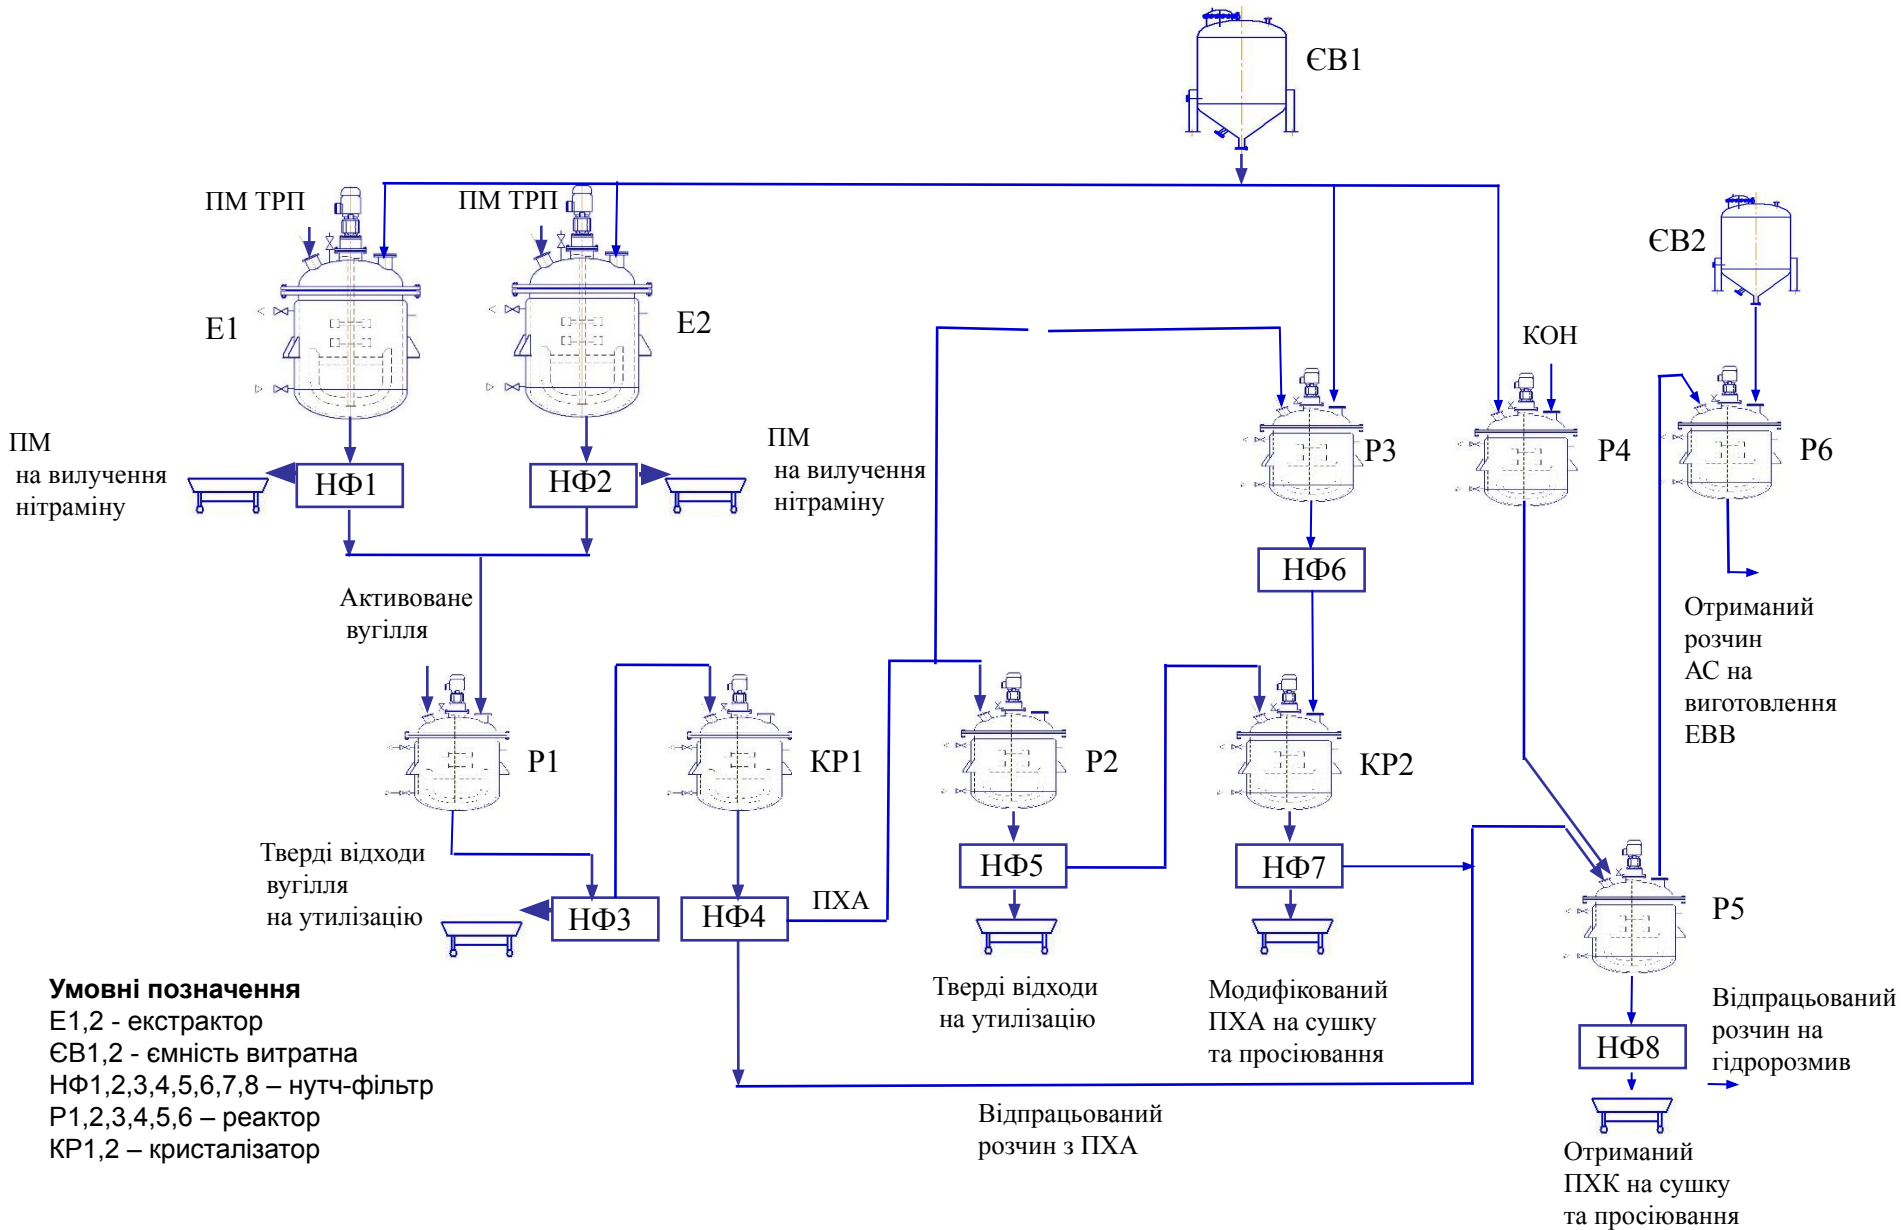 ЄВ1
ПМ ТРП
ПМ ТРП
ЄВ2
Е1
Е2
КОН
ПМ
на вилучення
нітраміну
НФ1
НФ2
ПМ
на вилучення
нітраміну
Р3
Р4
Р6
НФ6
Активоване
вугілля
Отриманий
розчин
АС на
виготовлення
ЕВВ
Р1
КР1
Р2
КР2
Тверді відходи
вугілля
на утилізацію
НФ3
НФ4
ПХА
НФ5
НФ7
Р5
Тверді відходи
на утилізацію
Модифікований
ПХА на сушку
та просіювання
Відпрацьований
розчин на
гідророзмив
НФ8
Умовні позначення
Е1,2 - екстрактор
ЄВ1,2 - ємність витратна
НФ1,2,3,4,5,6,7,8 – нутч-фільтр
Р1,2,3,4,5,6 – реактор
КР1,2 – кристалізатор
Відпрацьований
розчин з ПХА
Отриманий
ПХК на сушку
та просіювання